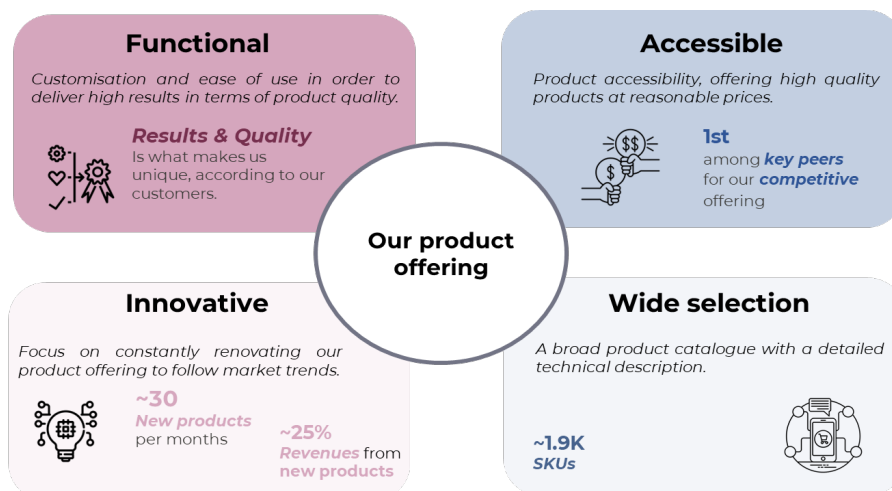 Functional
Customisation and ease of use in order to
deliver high results in terms of product quality.
Results & Quality
Is what makes us
unique, according to our
customers.
Accessible
Product accessibility, offering high quality
products at reasonable prices.
$$
$
1st
among key peers
for our competitive
offering
Our product
offering
Innovative
Focus on constantly renovating our
product offering to follow market trends.
~30
New products
per months
~25%
Revenues from
new products
Wide selection
A broad product catalogue with a detailed
technical description.
~1.9K
SKUs